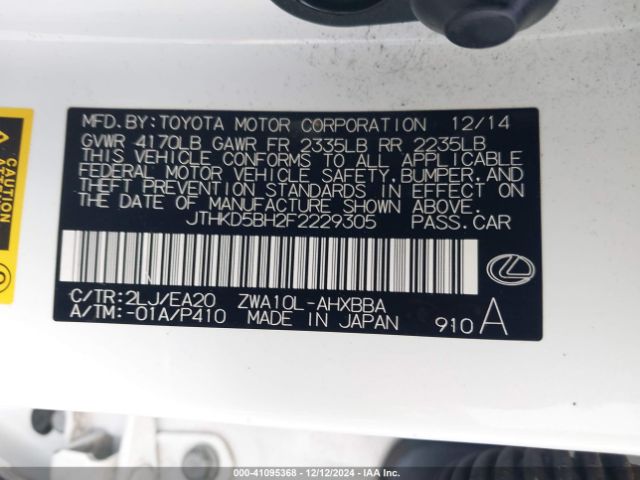 MFD. BY: TOYOTA MOTOR CORPORATION 12/14
GVWR 4170LB GAWR FR 2335LB RR 2235LB
THIS VEHICLE CONFORMS TO ALL APPLICABLE
FEDERAL MOTOR VEHICLE SAFETY, BUMPER, AND
THEFT PREVENTION STANDARDS IN EFFECT ON
THE DATE OF MANUFACTURE SHOWN ABOVE.
JTHKD5BH2F2229305 PASS. CAR
C/TR: 2LJ/EA20 ZWA10L-AHXBBA
A/TM: -01A/P410 MADE IN JAPAN 910 A
CAUTION
000-41095368 | 12/12/2024 | IAA Inc.